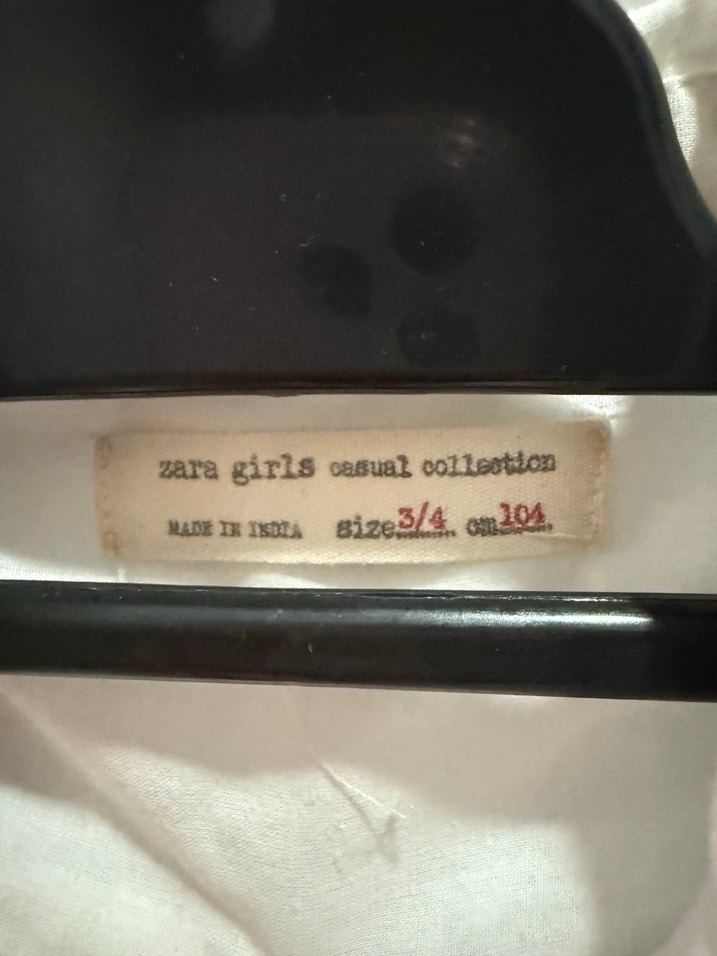 zara girls casual collection
MADE IN INDIA size 3/4 cm 104